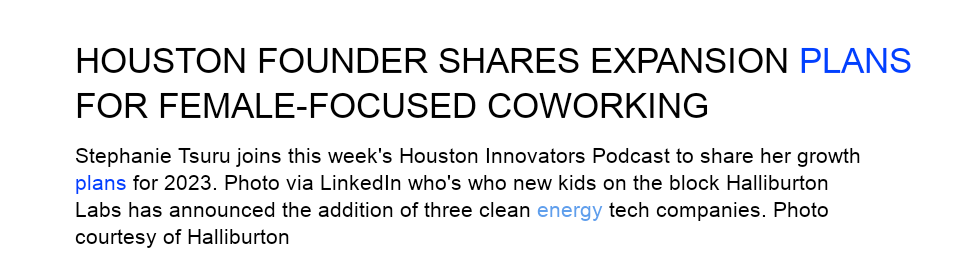 HOUSTON FOUNDER SHARES EXPANSION PLANS
FOR FEMALE-FOCUSED COWORKING
Stephanie Tsuru joins this week's Houston Innovators Podcast to share her growth
plans for 2023. Photo via LinkedIn who's who new kids on the block Halliburton
Labs has announced the addition of three clean energy tech companies. Photo
courtesy of Halliburton